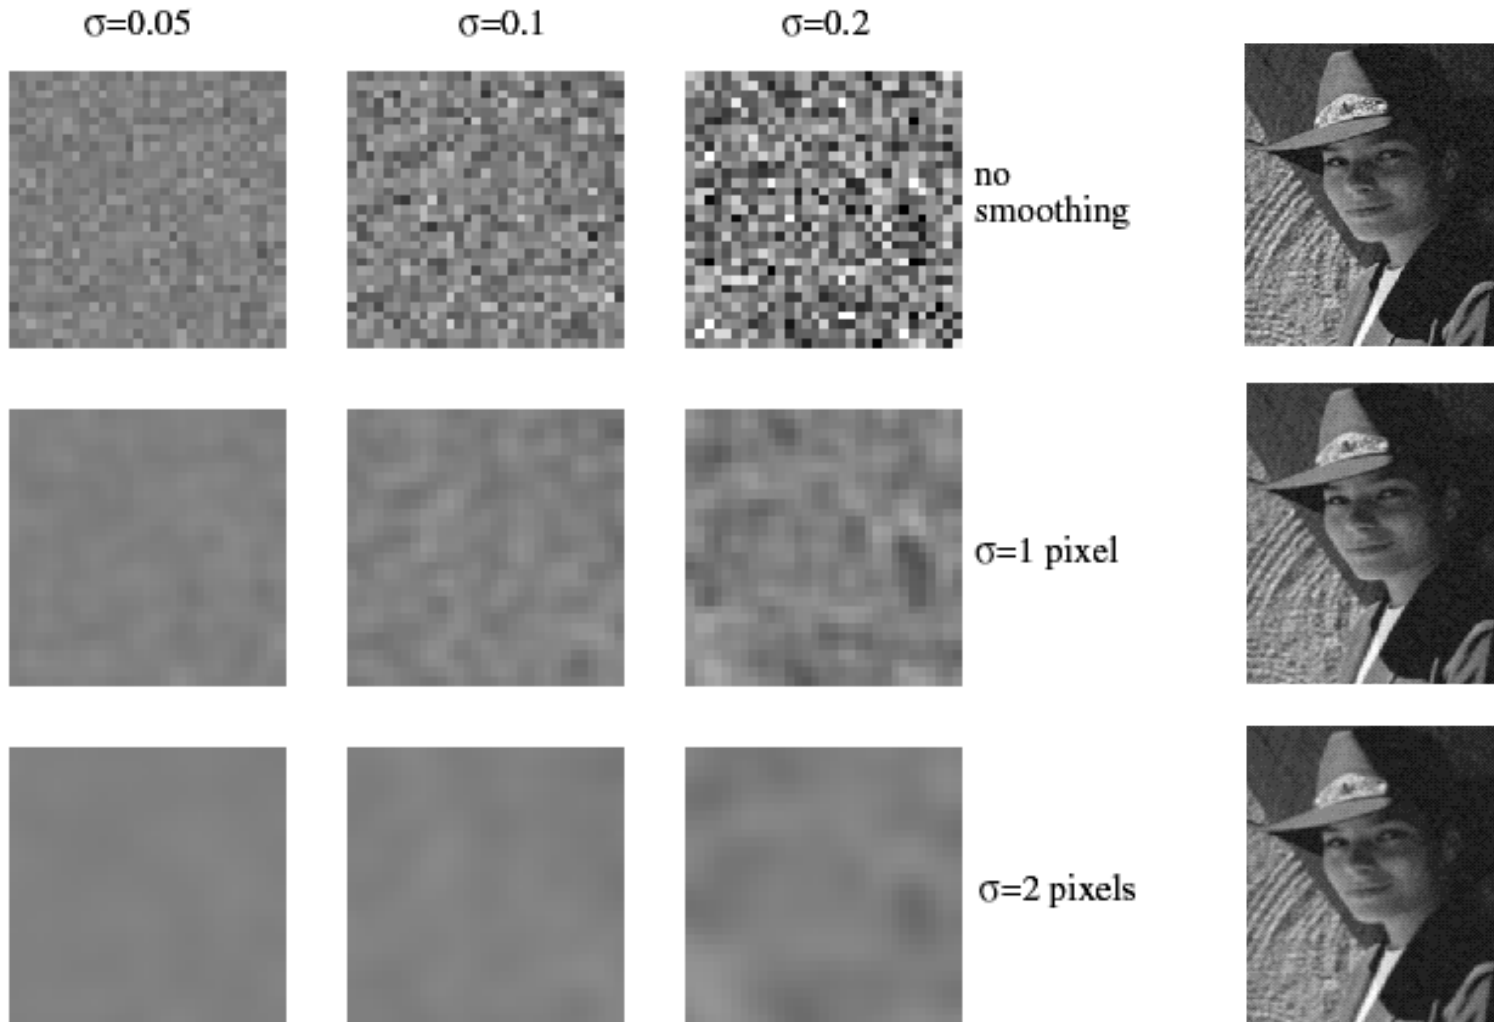 σ=0.05
σ=0.1
σ=0.2
no
smoothing
σ=1 pixel
σ=2 pixels